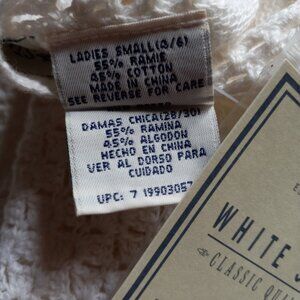 LADIES SMALL(4/6)
55% RAMIE
45% COTTON
MADE IN CHINA
SEE REVERSE FOR CARE
DAMAS CHICA(28/30)
55% RAMINA
45% ALGODON
HECHO EN CHINA
VER AL DORSO PARA
CUIDADO
UPC: 7 19903057
WHITE
CLASSIC